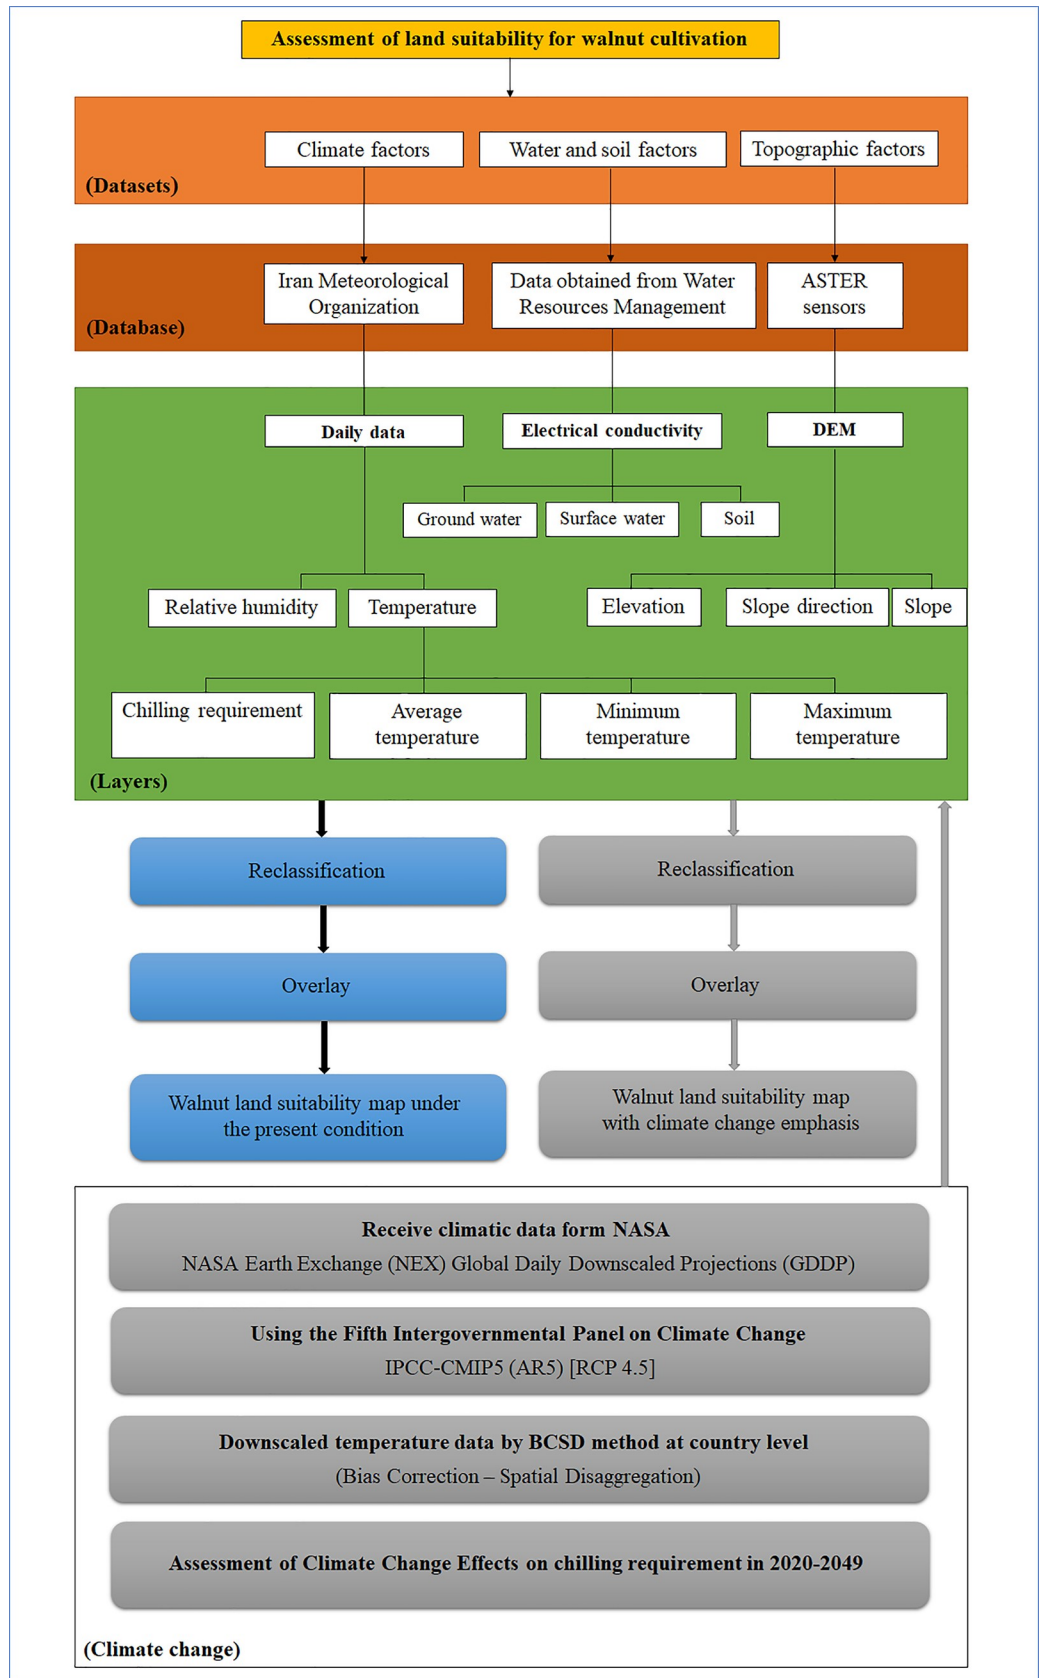 Assessment of land suitability for walnut cultivation
Climate factors
Water and soil factors
Topographic factors
(Datasets)
Iran Meteorological
Organization
Data obtained from Water
Resources Management
ASTER
sensors
(Database)
Daily data
Electrical conductivity
DEM
Ground water
Surface water
Soil
Relative humidity
Temperature
Elevation
Slope direction
Slope
Chilling requirement
Average
temperature
Minimum
temperature
Maximum
temperature
(Layers)
Reclassification
Reclassification
Overlay
Overlay
Walnut land suitability map under
the present condition
Walnut land suitability map
with climate change emphasis
Receive climatic data form NASA
NASA Earth Exchange (NEX) Global Daily Downscaled Projections (GDDP)
Using the Fifth Intergovernmental Panel on Climate Change
IPCC-CMIP5 (AR5) [RCP 4.5]
Downscaled temperature data by BCSD method at country level
(Bias Correction – Spatial Disaggregation)
Assessment of Climate Change Effects on chilling requirement in 2020-2049
(Climate change)